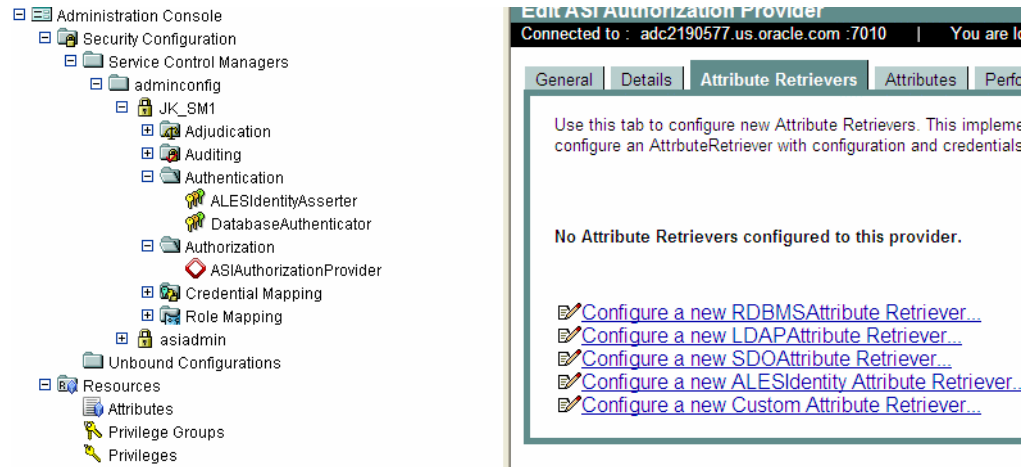 Administration Console
Security Configuration
Service Control Managers
adminconfig
JK_SM1
Adjudication
Auditing
Authentication
ALESIdentityAsserter
DatabaseAuthenticator
Authorization
ASIAuthorizationProvider
Credential Mapping
Role Mapping
asiadmin
Unbound Configurations
Resources
Attributes
Privilege Groups
Privileges
Edit ASI Authorization Provider
Connected to : adc2190577.us.oracle.com :7010 | You are lo
General Details Attribute Retrievers Attributes Perfo
Use this tab to configure new Attribute Retrievers. This impleme
configure an AttrbuteRetriever with configuration and credentials
No Attribute Retrievers configured to this provider.
Configure a new RDBMSAttribute Retriever...
Configure a new LDAPAttribute Retriever...
Configure a new SDOAttribute Retriever...
Configure a new ALESIdentity Attribute Retriever...
Configure a new Custom Attribute Retriever...